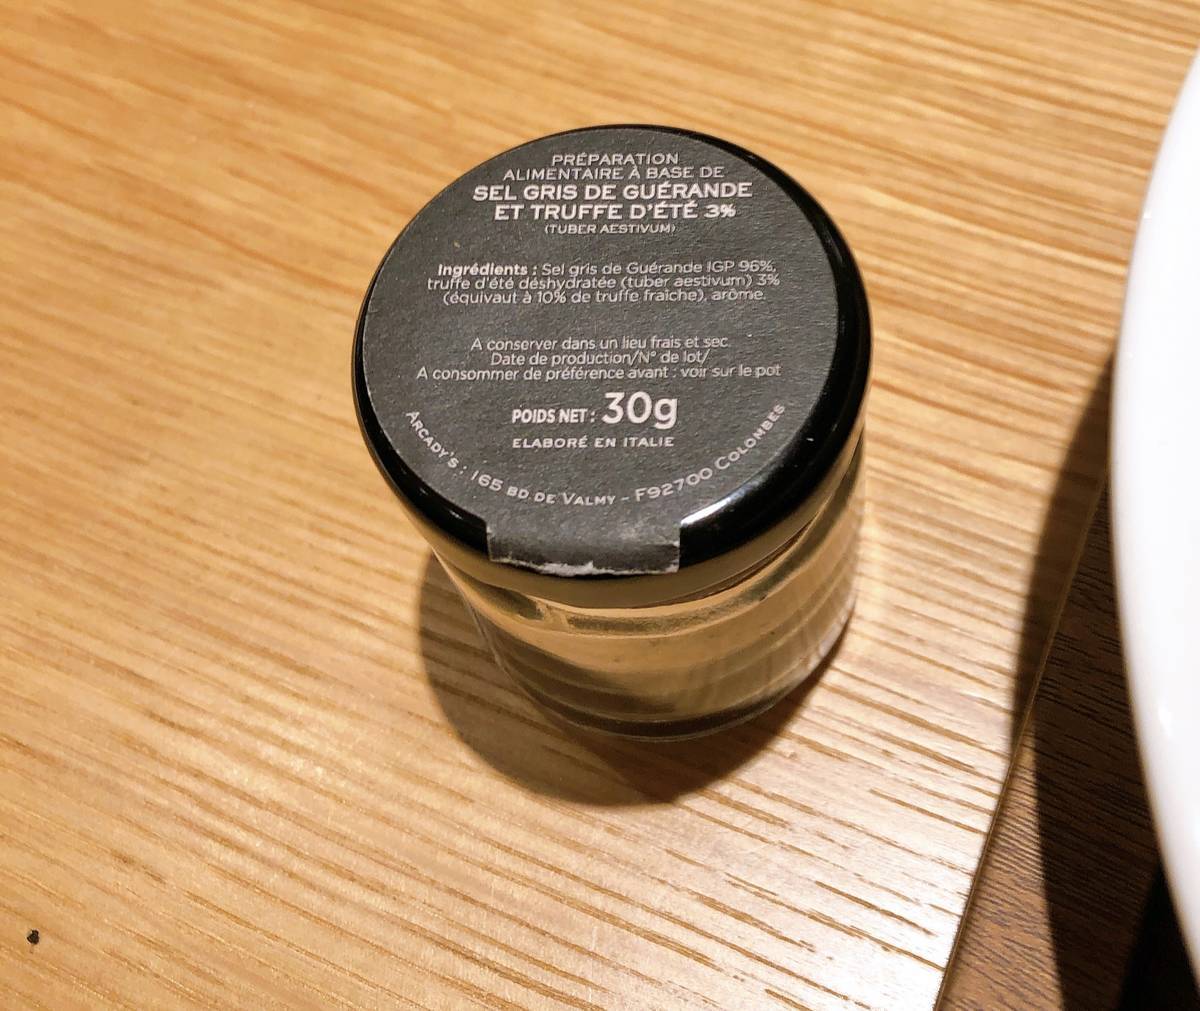 PRÉPARATION
ALIMENTAIRE À BASE DE
SEL GRIS DE GUÉRANDE
ET TRUFFE D'ÉTÉ 3%
(TUBER AESTIVUM)
Ingrédients : Sel gris de Guérande IGP 96%,
truffe d'été déshydratée (tuber aestivum) 3%
(équivaut à 10% de truffe fraîche), arôme.
A conserver dans un lieu frais et sec.
Date de production/N° de lot/
A consommer de préférence avant : voir sur le pot
POIDS NET : 30g
ELABORÉ EN ITALIE
ARCADY'S : 165 BD DE VALMY - F92700 COLOMBES